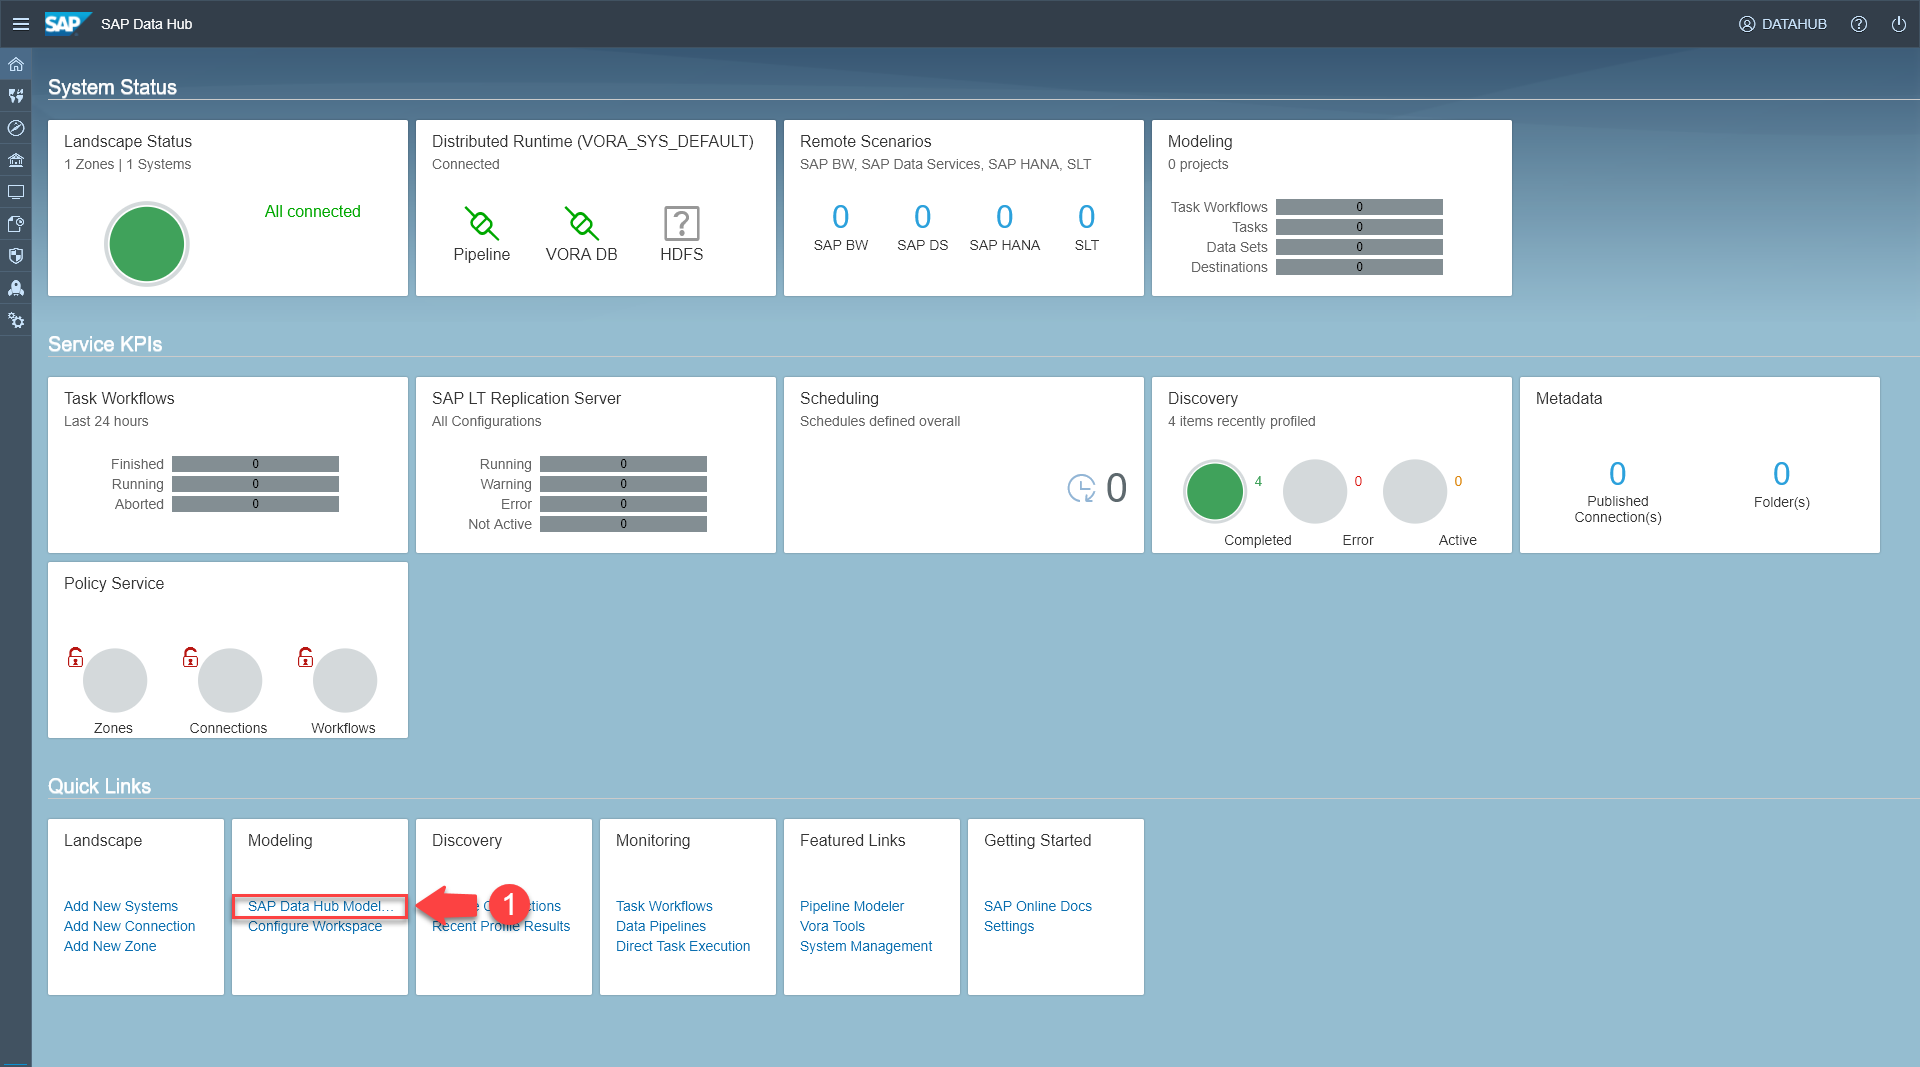 SAP SAP Data Hub
DATAHUB
System Status
Landscape Status
1 Zones | 1 Systems
All connected
Distributed Runtime (VORA_SYS_DEFAULT)
Connected
Pipeline
VORA DB
HDFS
Remote Scenarios
SAP BW, SAP Data Services, SAP HANA, SLT
0 0 0 0
SAP BW SAP DS SAP HANA SLT
Modeling
0 projects
Task Workflows 0
Tasks 0
Data Sets 0
Destinations 0
Service KPIs
Task Workflows
Last 24 hours
Finished 0
Running 0
Aborted 0
SAP LT Replication Server
All Configurations
Running 0
Warning 0
Error 0
Not Active 0
Scheduling
Schedules defined overall
0
Discovery
4 items recently profiled
4 0 0
Completed Error Active
Metadata
0
Published
Connection(s)
0
Folder(s)
Policy Service
Zones Connections Workflows
Quick Links
Landscape
Add New Systems
Add New Connection
Add New Zone
Modeling
SAP Data Hub Model...
Configure Workspace
1
Discovery
Recent Profile Results
Monitoring
Task Workflows
Data Pipelines
Direct Task Execution
Featured Links
Pipeline Modeler
Vora Tools
System Management
Getting Started
SAP Online Docs
Settings